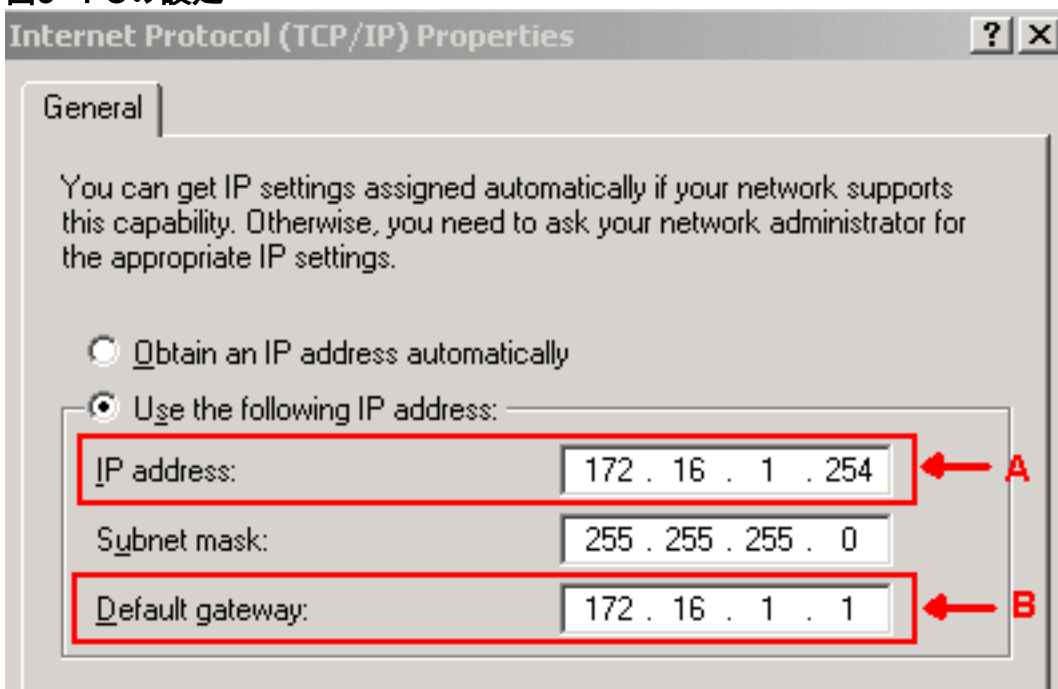 Internet Protocol (TCP/IP) Properties
General
You can get IP settings assigned automatically if your network supports
this capability. Otherwise, you need to ask your network administrator for
the appropriate IP settings.
Obtain an IP address automatically
Use the following IP address:
IP address: 172 . 16 . 1 . 254 A
Subnet mask: 255 . 255 . 255 . 0
Default gateway: 172 . 16 . 1 . 1 B